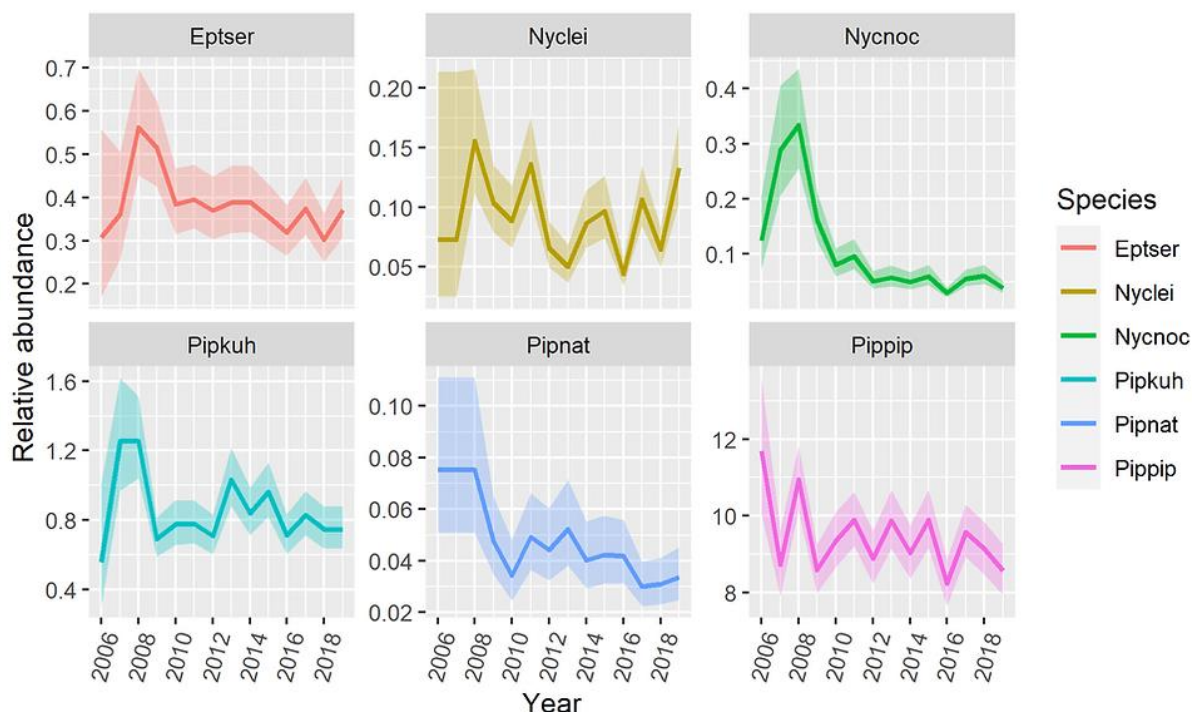 Eptser
Nyclei
Nycnoc
0.7
0.6
0.5
0.4
0.3
0.2
0.20
0.15
0.10
0.05
0.4
0.3
0.2
0.1
Relative abundance
Pipkuh
Pipnat
Pippip
1.6
1.2
0.8
0.4
0.10
0.08
0.06
0.04
0.02
12
10
8
2006 2008 2010 2012 2014 2016 2018
2006 2008 2010 2012 2014 2016 2018
2006 2008 2010 2012 2014 2016 2018
Year
Species
Eptser
Nyclei
Nycnoc
Pipkuh
Pipnat
Pippip